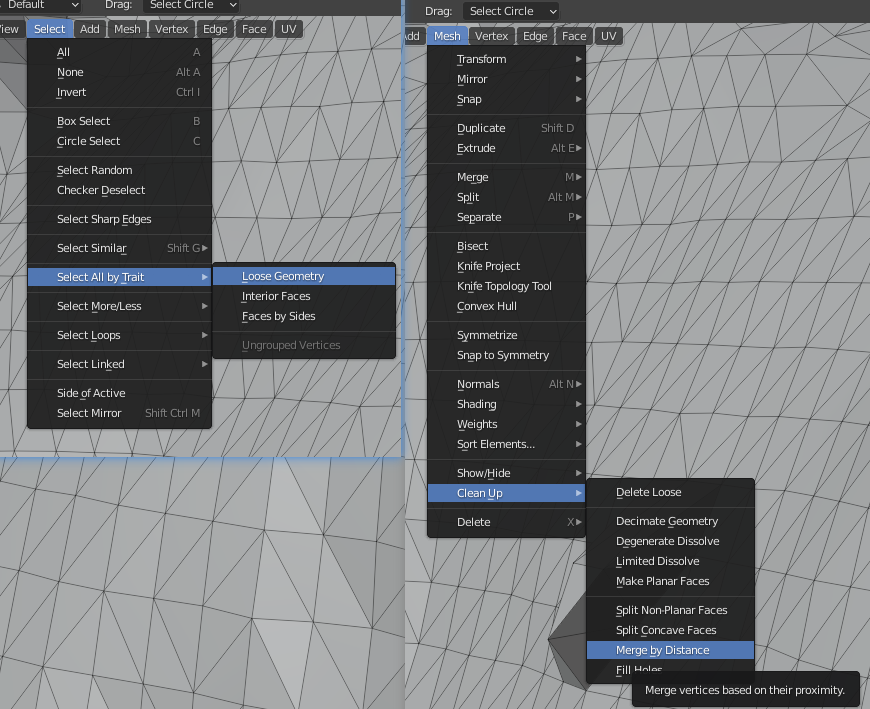 Default Drag: Select Circle
View Select Add Mesh Vertex Edge Face UV
All A
None Alt A
Invert Ctrl I
Box Select B
Circle Select C
Select Random
Checker Deselect
Select Sharp Edges
Select Similar Shift G
Select All by Trait
Select More/Less
Select Loops
Select Linked
Side of Active
Select Mirror Shift Ctrl M
Loose Geometry
Interior Faces
Faces by Sides
Ungrouped Vertices
Drag: Select Circle
dd Mesh Vertex Edge Face UV
Transform
Mirror
Snap
Duplicate Shift D
Extrude Alt E
Merge M
Split Alt M
Separate P
Bisect
Knife Project
Knife Topology Tool
Convex Hull
Symmetrize
Snap to Symmetry
Normals Alt N
Shading
Weights
Sort Elements...
Show/Hide
Clean Up
Delete X
Delete Loose
Decimate Geometry
Degenerate Dissolve
Limited Dissolve
Make Planar Faces
Split Non-Planar Faces
Split Concave Faces
Merge by Distance
Fill Holes
Merge vertices based on their proximity.